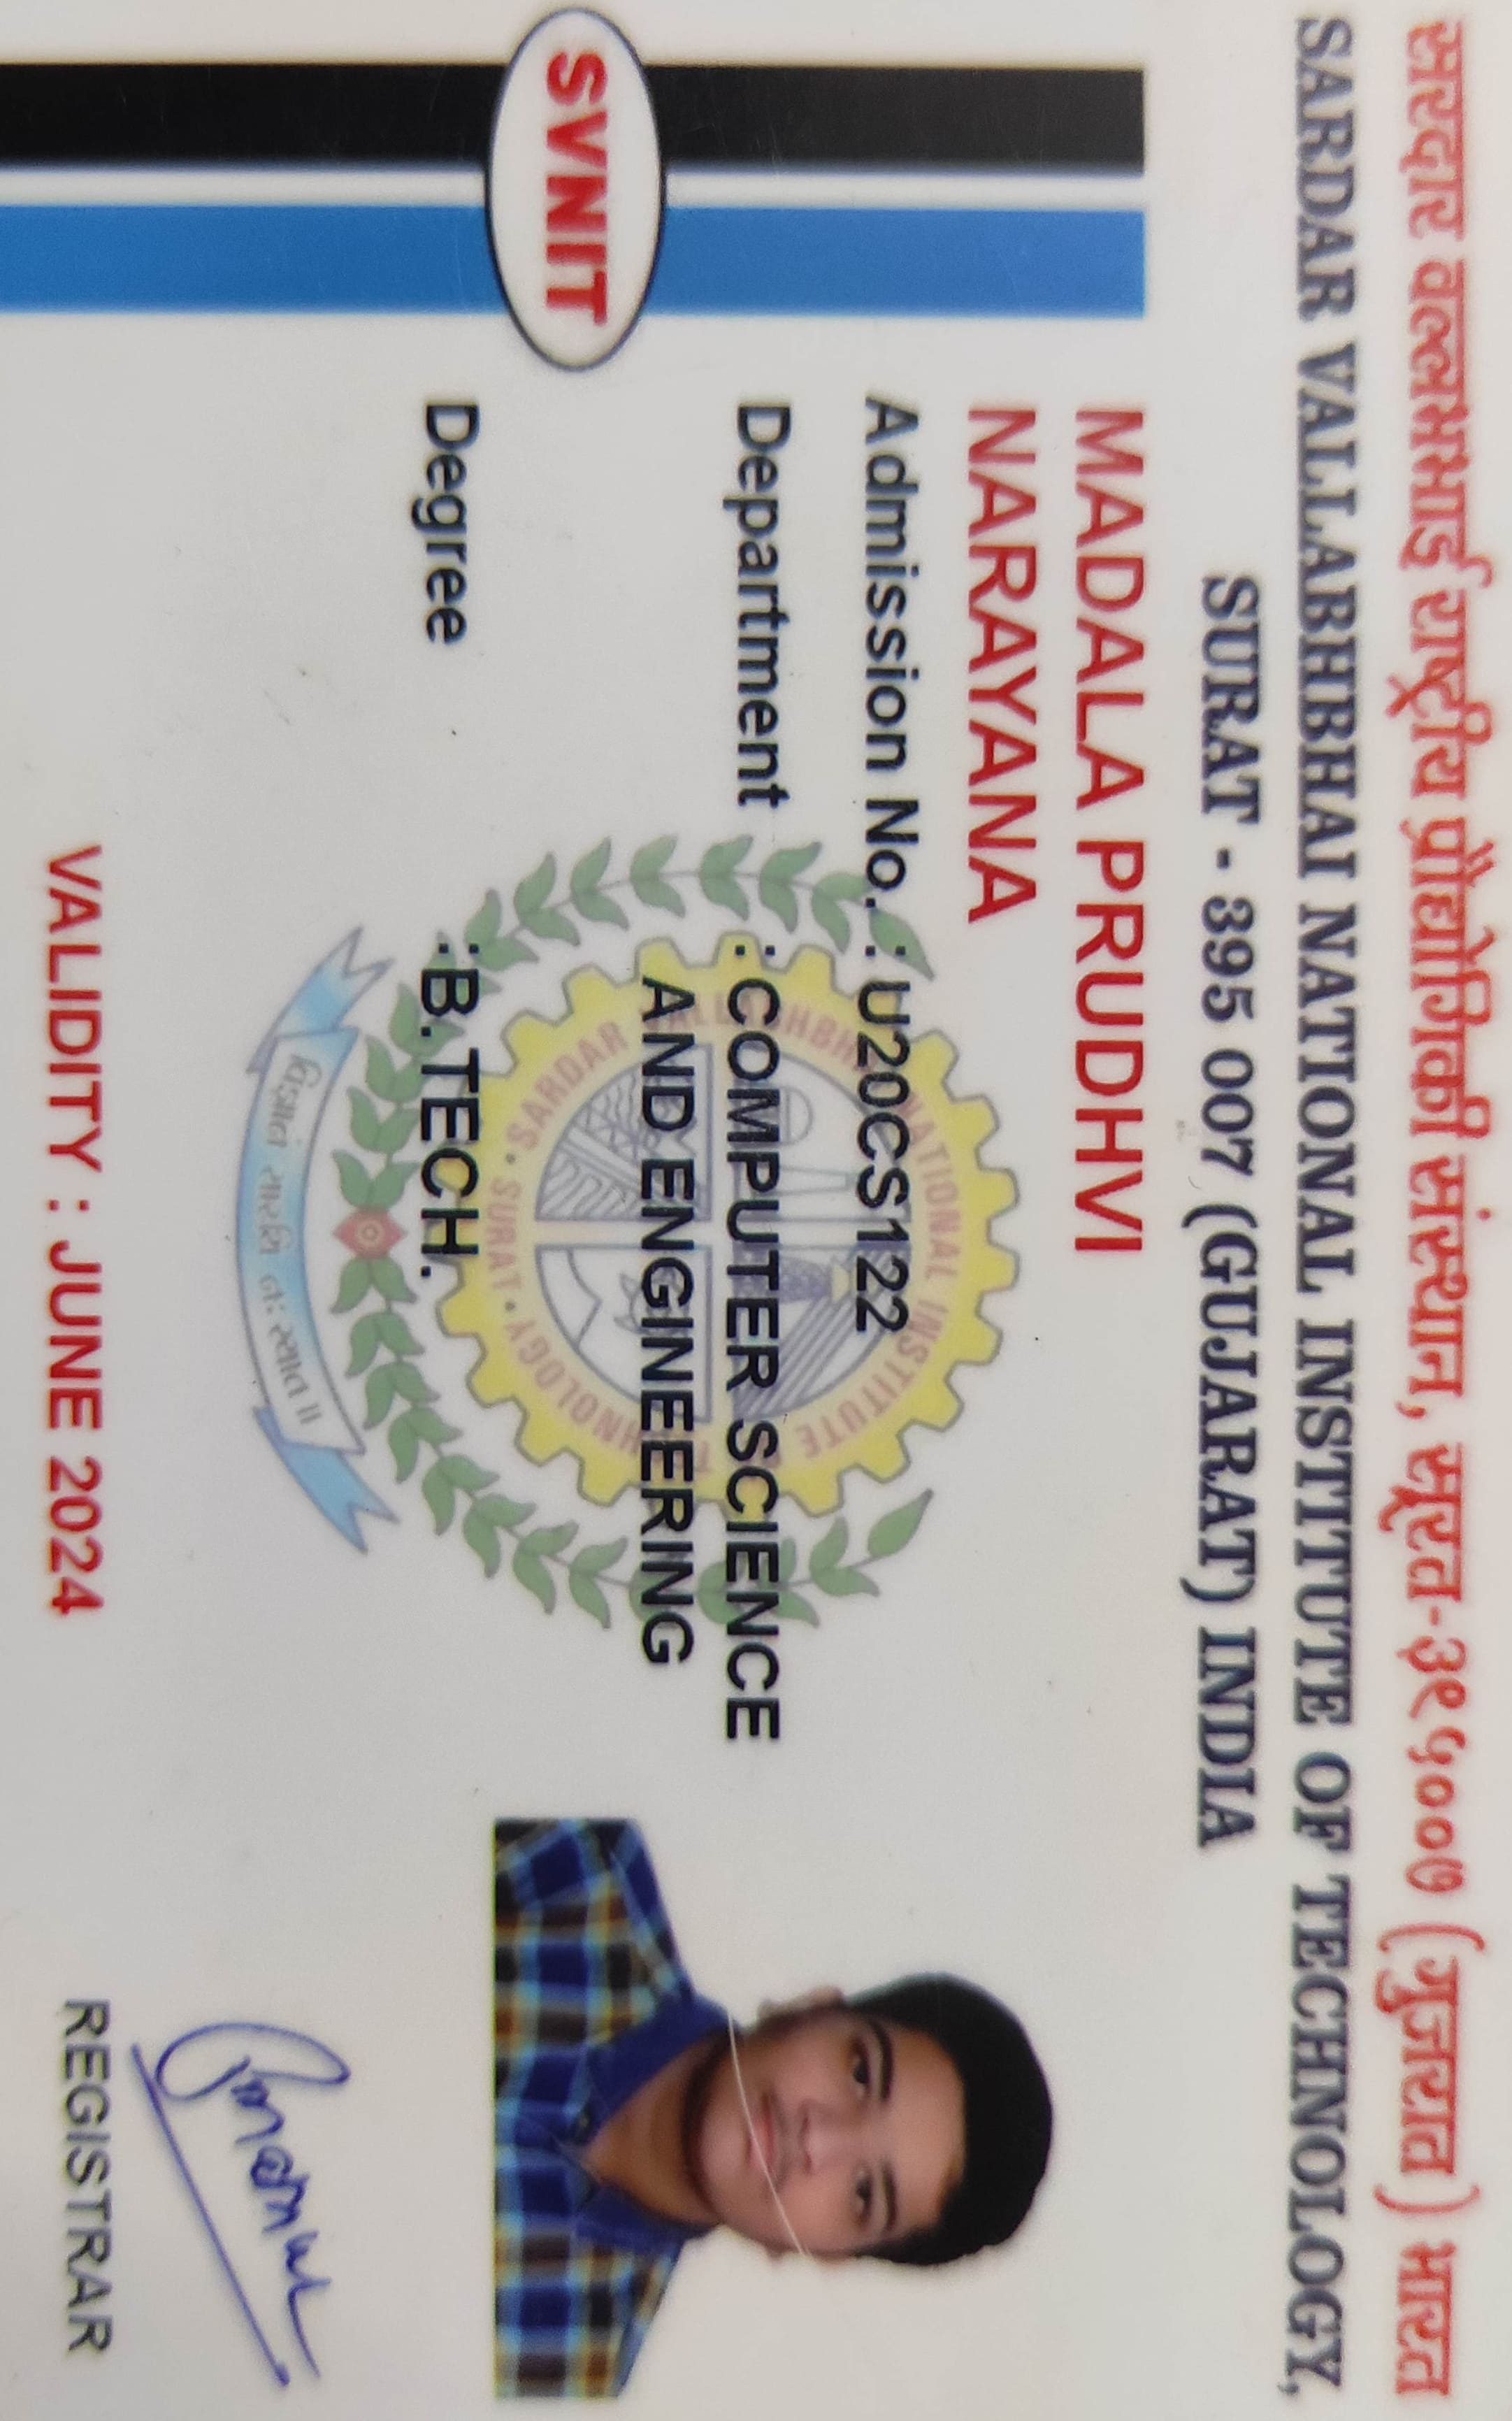 सरदार वल्लभभाई राष्ट्रीय प्रौद्योगिकी संस्थान, सूरत-३९५००७ (गुजरात) भारत
SARDAR VALLABHBHAI NATIONAL INSTITUTE OF TECHNOLOGY,
SURAT - 395 007 (GUJARAT) INDIA
SVNIT
MADALA PRUDHVI
NARAYANA
Admission No. : U20CS122
Department : COMPUTER SCIENCE
AND ENGINEERING
Degree : B.TECH.
SARDAR VALLABHBHAI NATIONAL INSTITUTE
TECHNOLOGY • SURAT •
VALIDITY : JUNE 2024
REGISTRAR